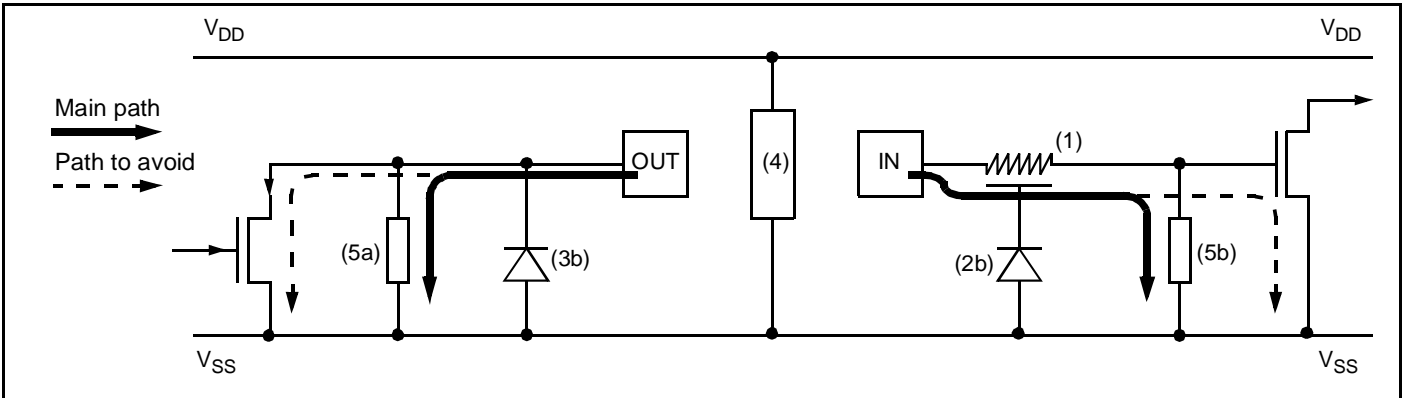 VDD
VDD
Main path
Path to avoid
OUT
(4)
IN
(1)
(5a)
(3b)
(2b)
(5b)
VSS
VSS